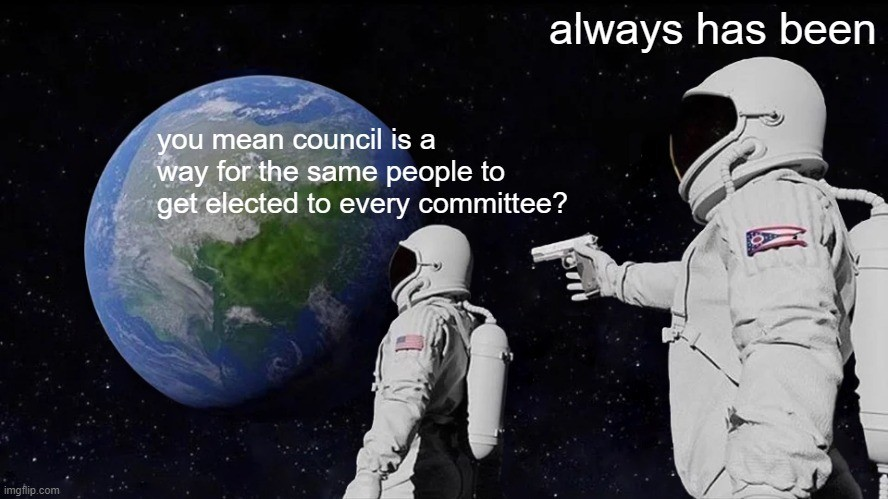 always has been
you mean council is a
way for the same people to
get elected to every committee?
imgflip.com